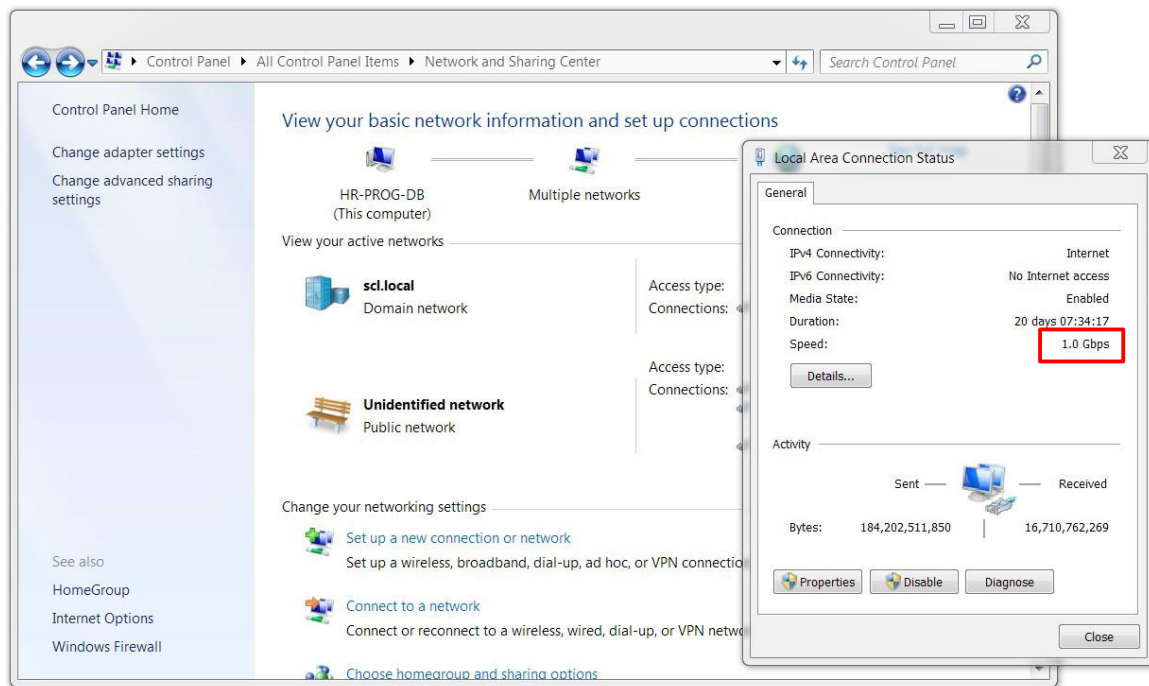 Control Panel
All Control Panel Items
Network and Sharing Center
Search Control Panel
Control Panel Home
Change adapter settings
Change advanced sharing
settings
See also
HomeGroup
Internet Options
Windows Firewall
View your basic network information and set up connections
HR-PROG-DB
(This computer)
Multiple networks
View your active networks
scl.local
Domain network
Access type:
Connections:
Unidentified network
Public network
Access type:
Connections:
Change your networking settings
Set up a new connection or network
Set up a wireless, broadband, dial-up, ad hoc, or VPN connectio
Connect to a network
Connect or reconnect to a wireless, wired, dial-up, or VPN netwo
Choose homegroup and sharing options
Local Area Connection Status
General
Connection
IPv4 Connectivity: Internet
IPv6 Connectivity: No Internet access
Media State: Enabled
Duration: 20 days 07:34:17
Speed: 1.0 Gbps
Details...
Activity
Sent Received
Bytes: 184,202,511,850 16,710,762,269
Properties Disable Diagnose
Close